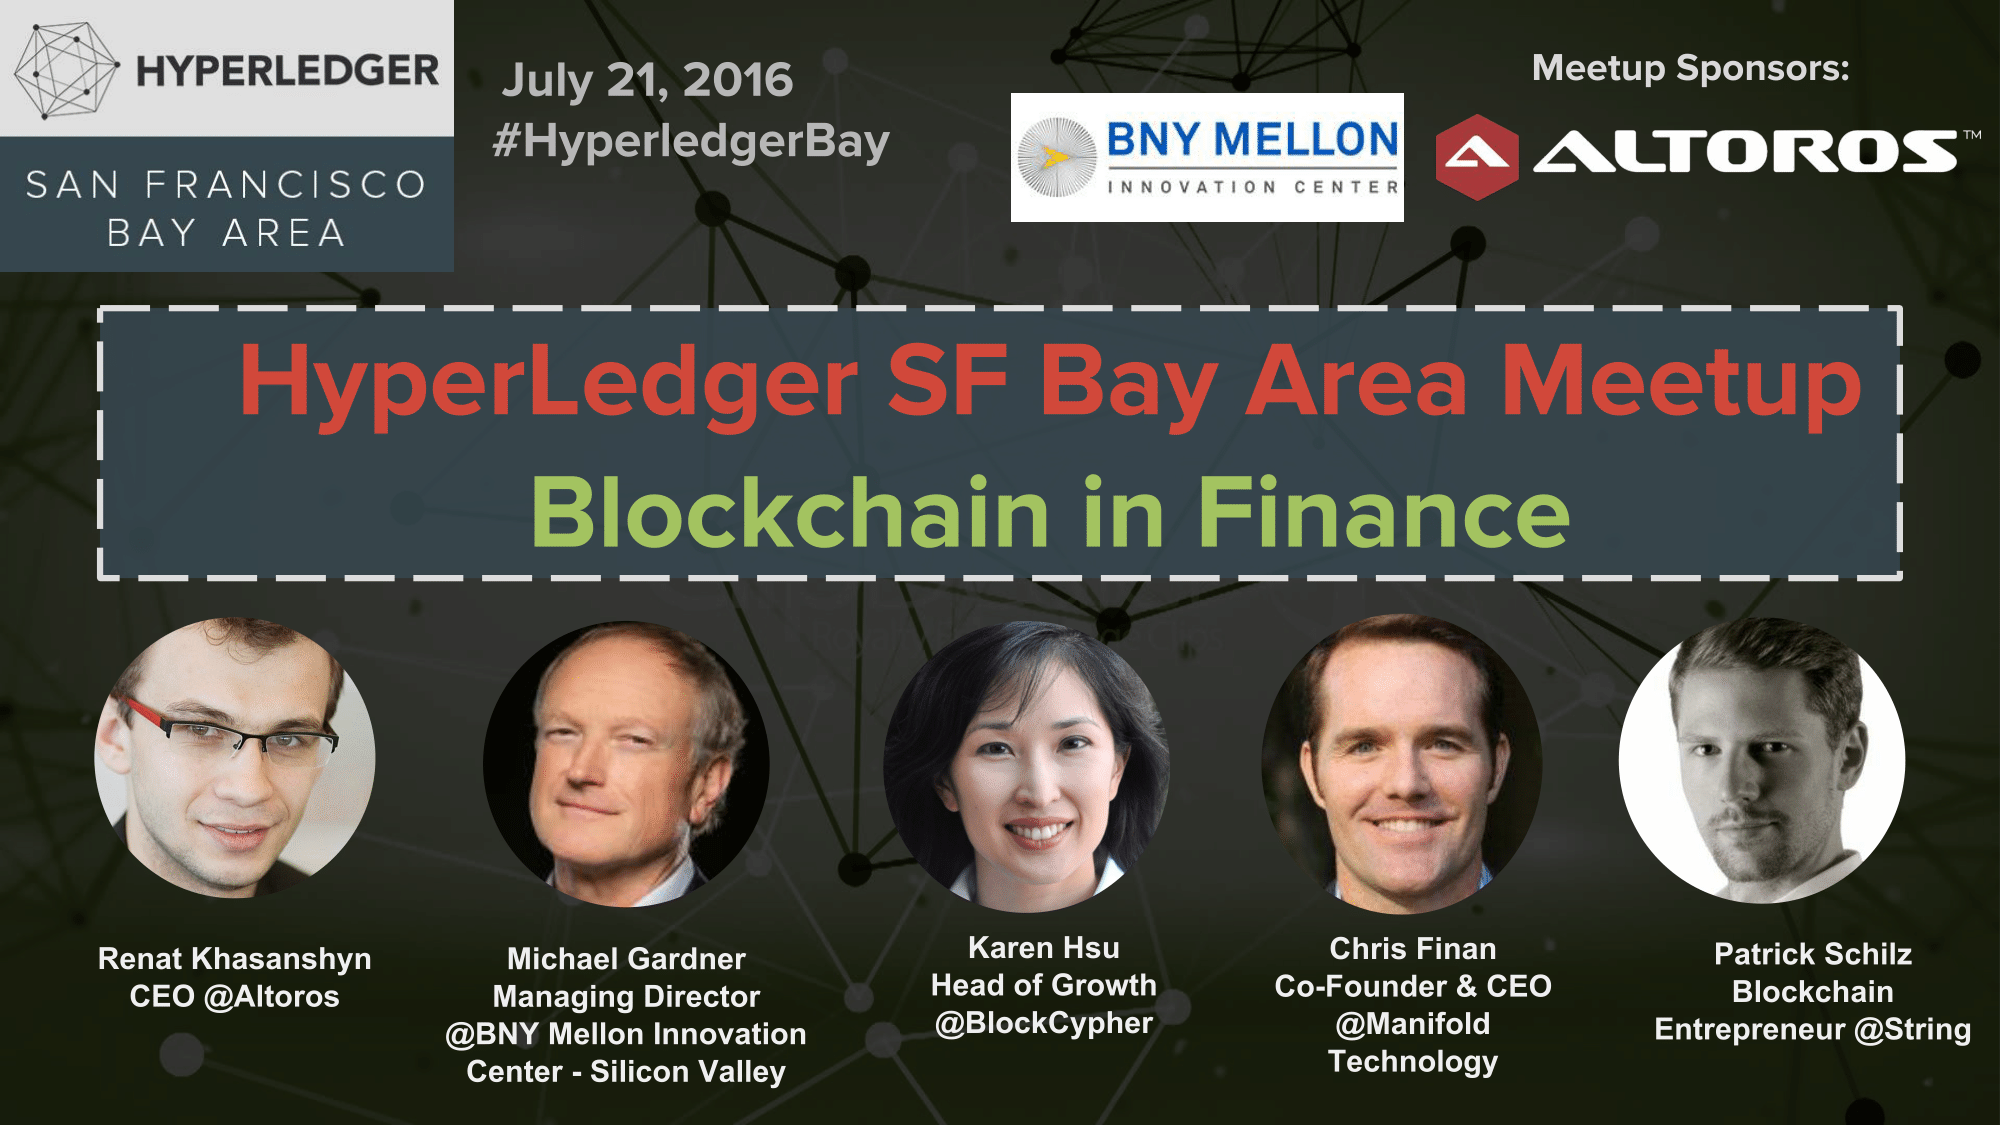 HYPERLEDGER
SAN FRANCISCO
BAY AREA
July 21, 2016
#HyperledgerBay
Meetup Sponsors:
BNY MELLON
INNOVATION CENTER
ALTOROS™
HyperLedger SF Bay Area Meetup
Blockchain in Finance
Renat Khasanshyn
CEO @Altoros
Michael Gardner
Managing Director
@BNY Mellon Innovation
Center - Silicon Valley
Karen Hsu
Head of Growth
@BlockCypher
Chris Finan
Co-Founder & CEO
@Manifold
Technology
Patrick Schilz
Blockchain
Entrepreneur @String